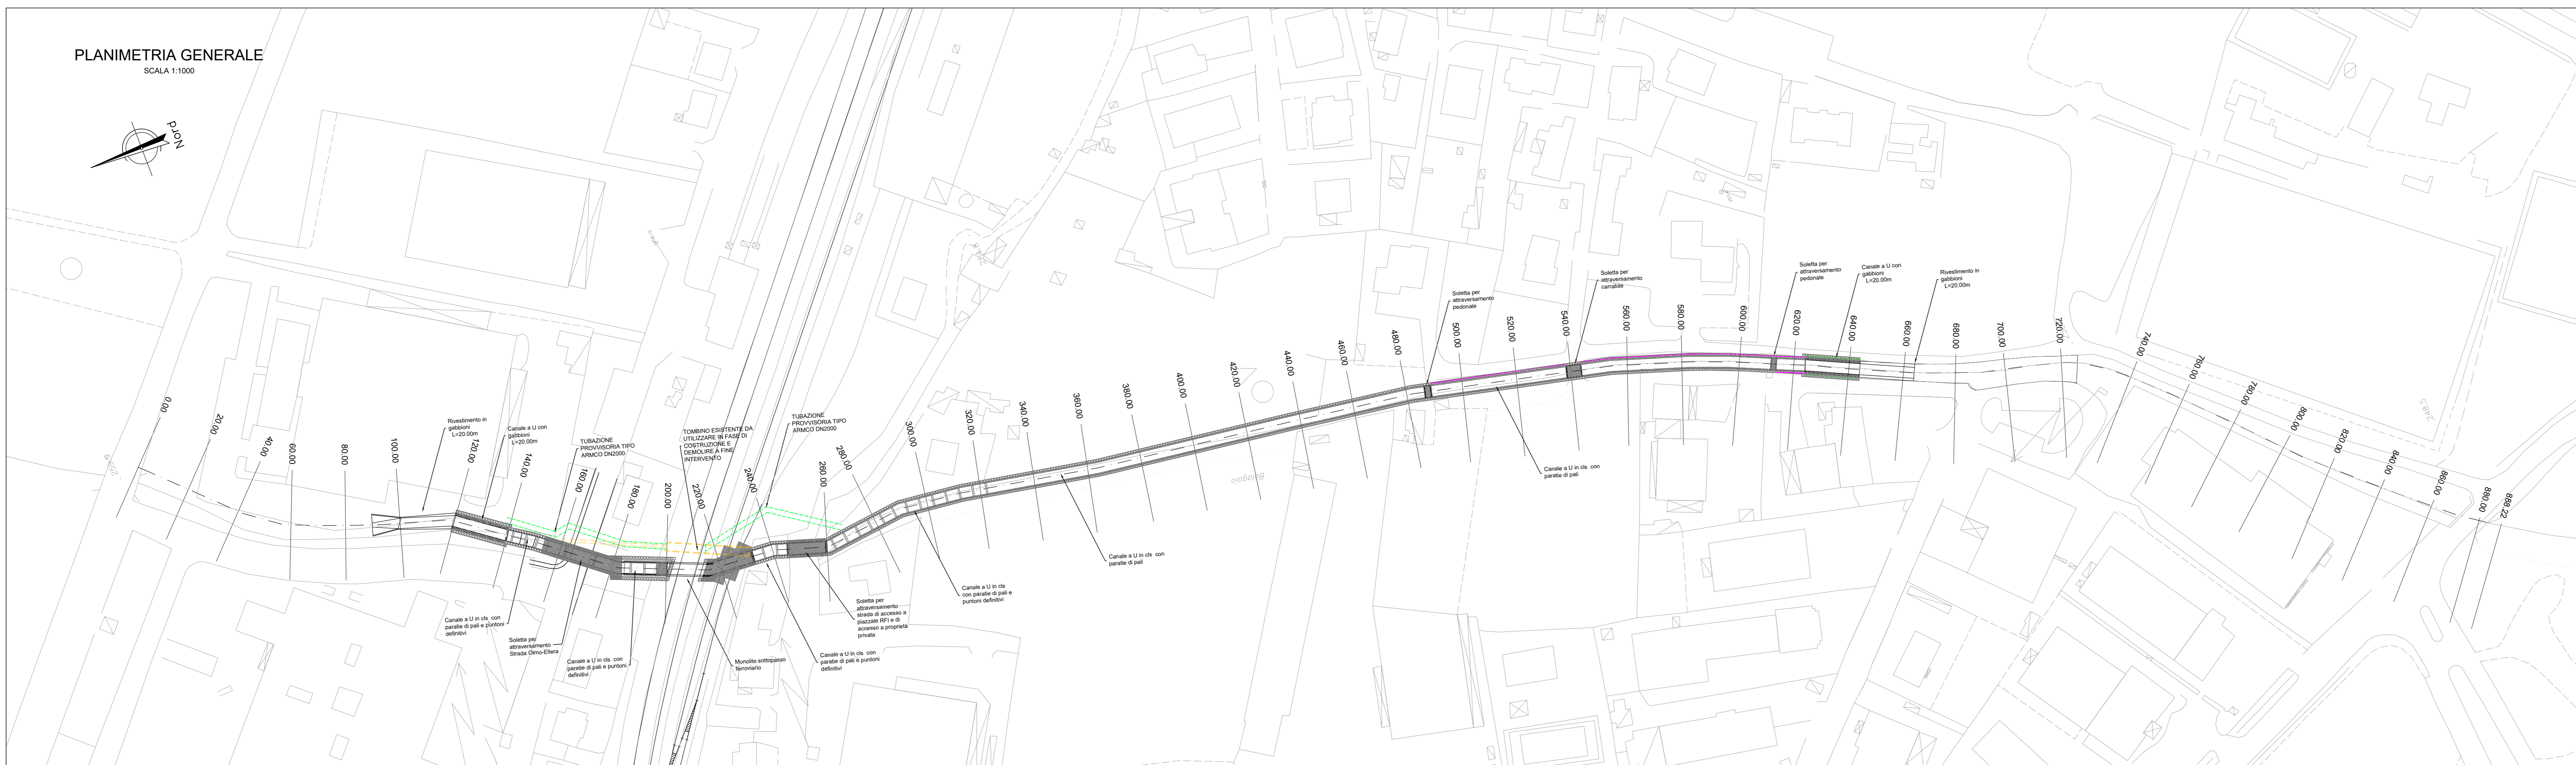 PLANIMETRIA GENERALE
SCALA 1:1000
Nord
0.00
20.00
40.00
60.00
80.00
100.00
120.00
140.00
160.00
180.00
200.00
220.00
240.00
260.00
280.00
300.00
320.00
340.00
360.00
380.00
400.00
420.00
440.00
460.00
480.00
500.00
520.00
540.00
560.00
580.00
600.00
620.00
640.00
660.00
680.00
700.00
720.00
740.00
760.00
780.00
800.00
820.00
840.00
860.00
880.00
888.22
Rivestimento in
gabbioni
L=20.00m
Canale a U con
gabbioni
L=20.00m
TUBAZIONE
PROVVISORIA TIPO
ARMCO DN2000
TOMBINO ESISTENTE DA
UTILIZZARE IN FASE DI
COSTRUZIONE E
DEMOLIRE A FINE
INTERVENTO
TUBAZIONE
PROVVISORIA TIPO
ARMCO DN2000
Soletta per
attraversamento
pedonale
Soletta per
attraversamento
carrabile
Soletta per
attraversamento
pedonale
Canale a U con
gabbioni
L=20.00m
Rivestimento in
gabbioni
L=20.00m
Canale a U in cls con
paratie di pali e puntoni
definitivi
Soletta per
attraversamento
Strada Olmo-Ellera
Canale a U in cls con
paratie di pali e puntoni
definitivi
Monolite sottopasso
ferroviario
Canale a U in cls con
paratie di pali e puntoni
definitivi
Soletta per
attraversamento
strada di accesso a
piazzale RFI e di
accesso a proprietà
privata
Canale a U in cls
con paratie di pali e
puntoni definitivi
Canale a U in cls con
paratie di pali
Canale a U in cls con
paratie di pali
248.5